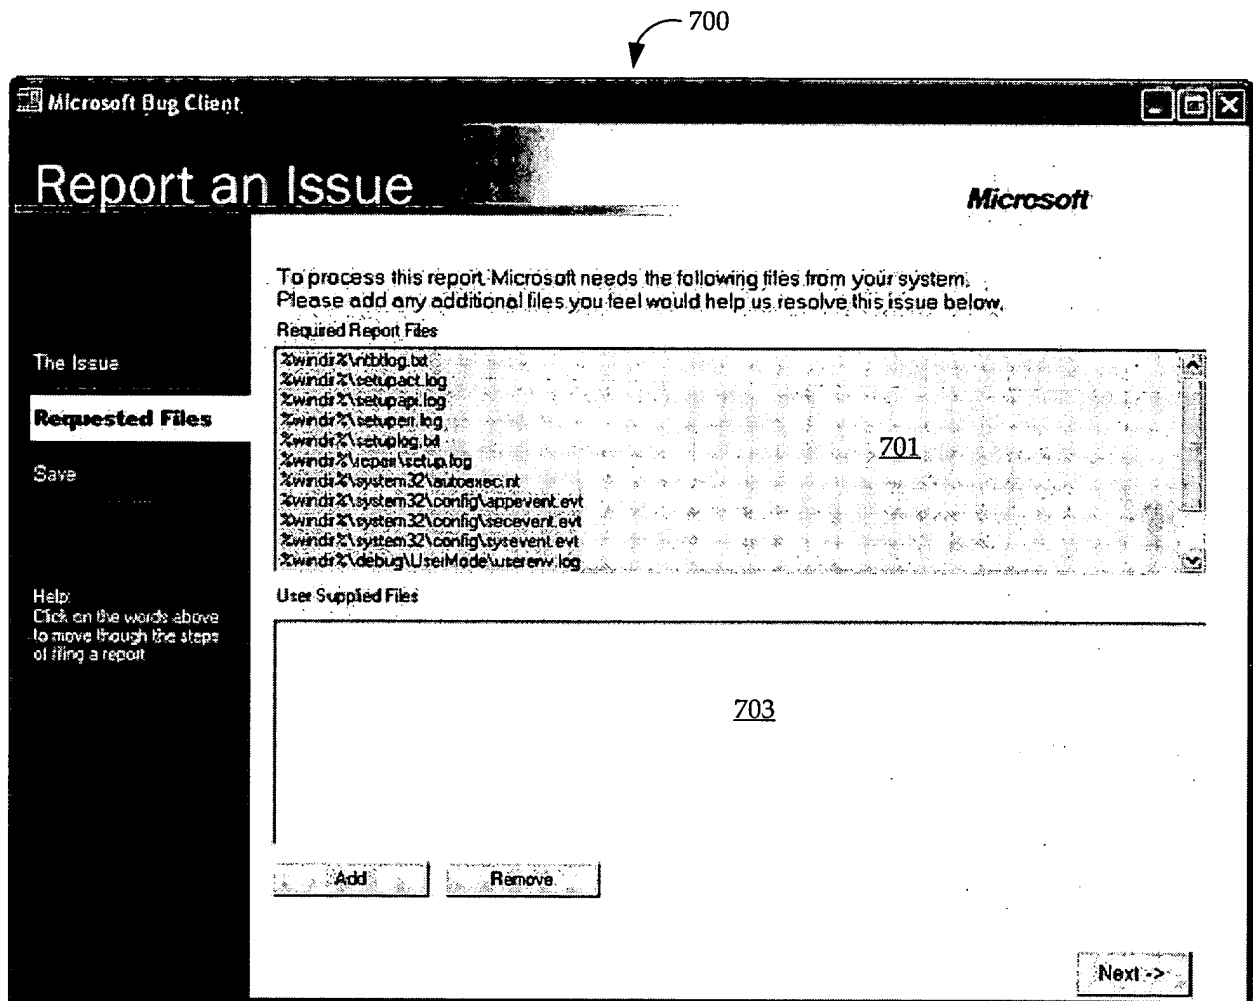 700
Microsoft Bug Client
Report an Issue
Microsoft
To process this report Microsoft needs the following files from your system.
Please add any additional files you feel would help us resolve this issue below.
Required Report Files
The Issue
Requested Files
Save
Help:
Click on the words above
to move though the steps
of filing a report
%windir%\ntbtlog.txt
%windir%\setupact.log
%windir%\setupapi.log
%windir%\setuperr.log
%windir%\setuplog.txt
%windir%\repair\setup.log
%windir%\system32\autoexec.nt
%windir%\system32\config\appevent.evt
%windir%\system32\config\secevent.evt
%windir%\system32\config\sysevent.evt
%windir%\debug\UserMode\userenv.log
701
User Supplied Files
703
Add
Remove
Next ->